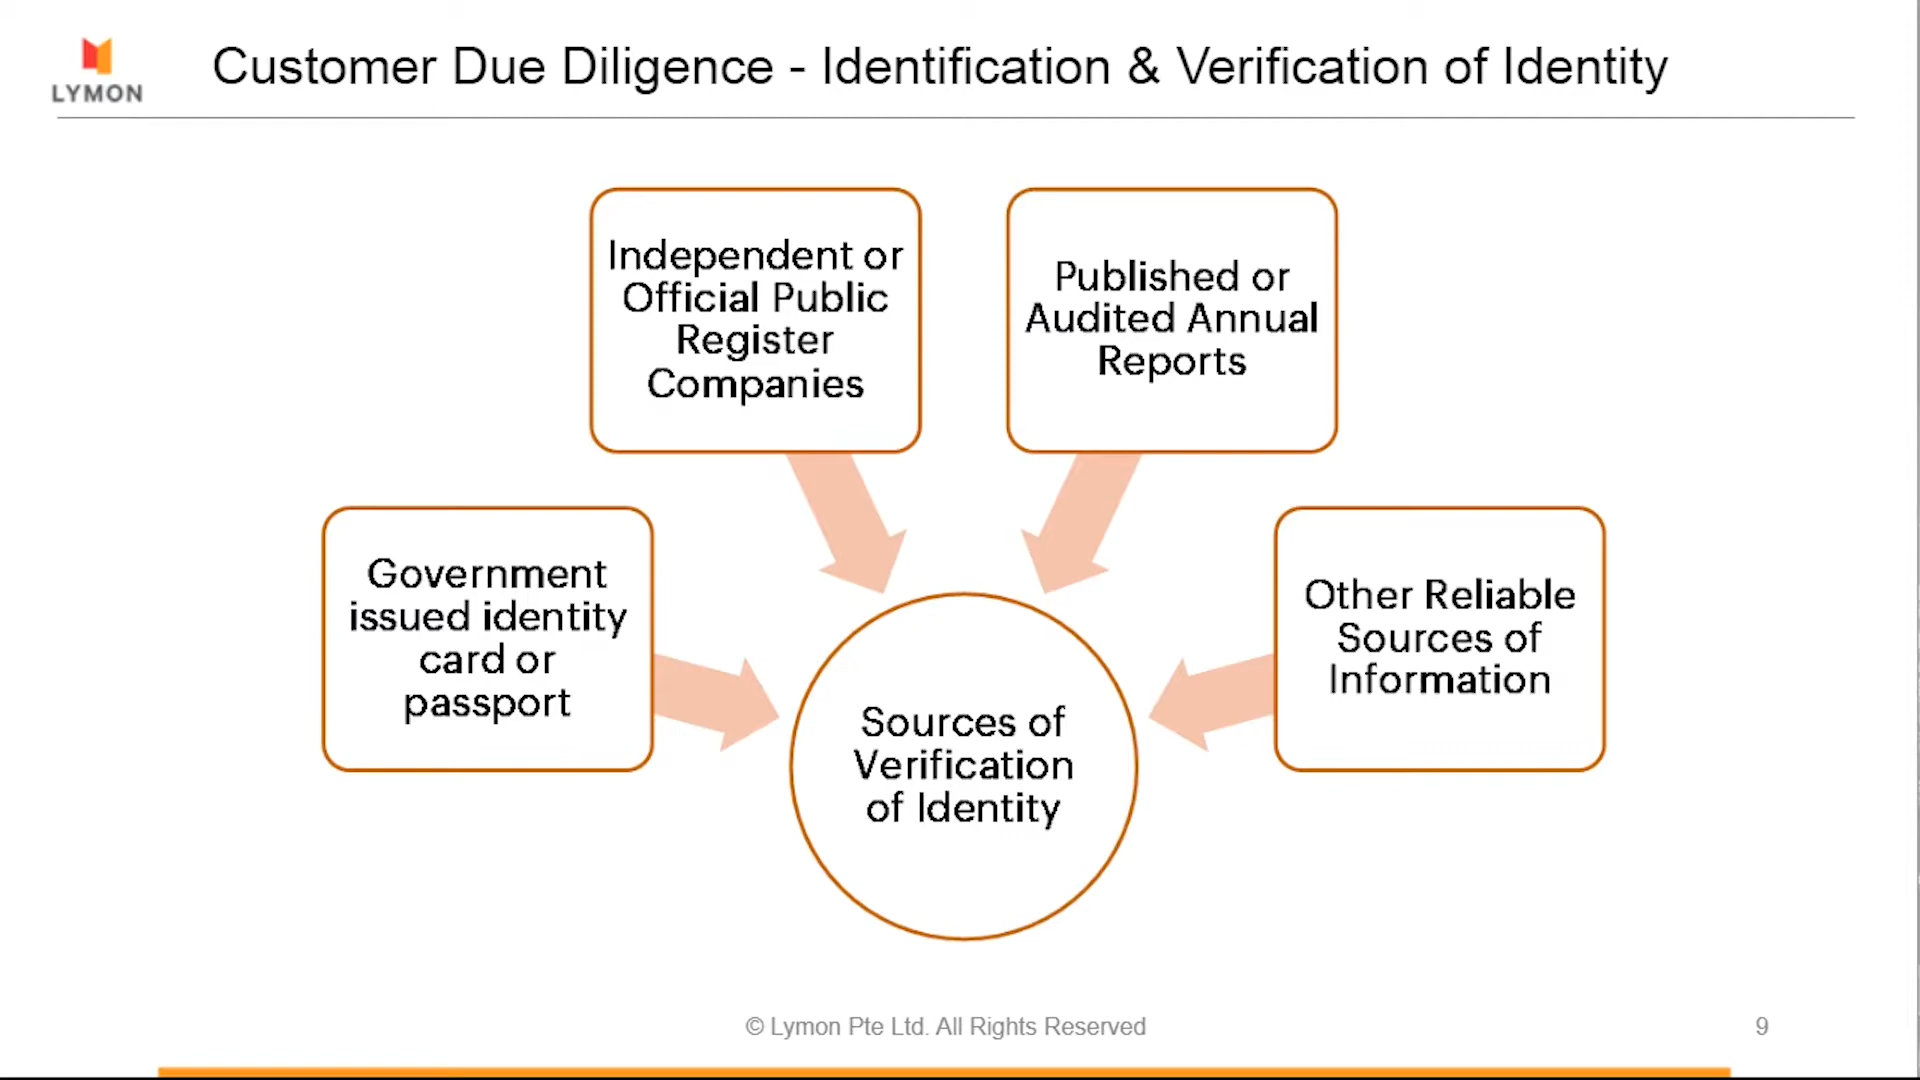 LYMON
Customer Due Diligence - Identification & Verification of Identity
Independent or
Official Public
Register
Companies
Published or
Audited Annual
Reports
Government
issued identity
card or
passport
Other Reliable
Sources of
Information
Sources of
Verification
of Identity
© Lymon Pte Ltd. All Rights Reserved
9